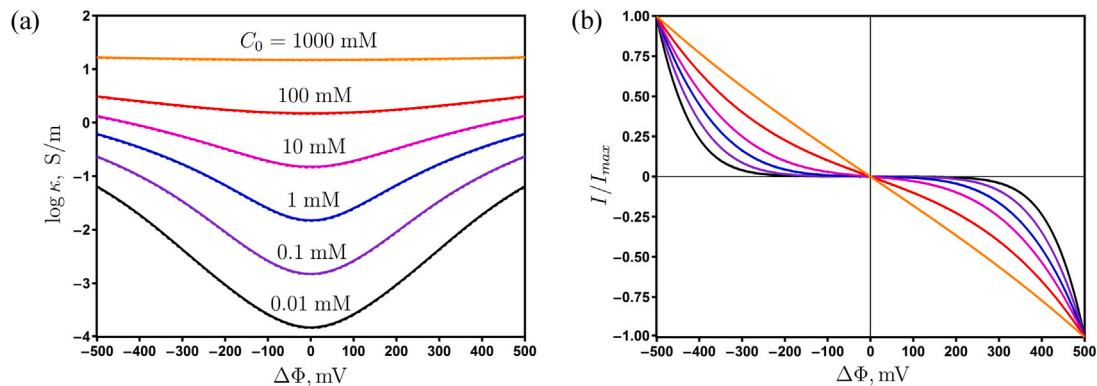 (a)
2
1
0
−1
−2
−3
−4
log κ, S/m
C₀ = 1000 mM
100 mM
10 mM
1 mM
0.1 mM
0.01 mM
−500 −400 −300 −200 −100 0 100 200 300 400 500
ΔΦ, mV
(b)
1.00
0.75
0.50
0.25
0
−0.25
−0.50
−0.75
−1.00
I/Iₘₐₓ
−500 −400 −300 −200 −100 0 100 200 300 400 500
ΔΦ, mV